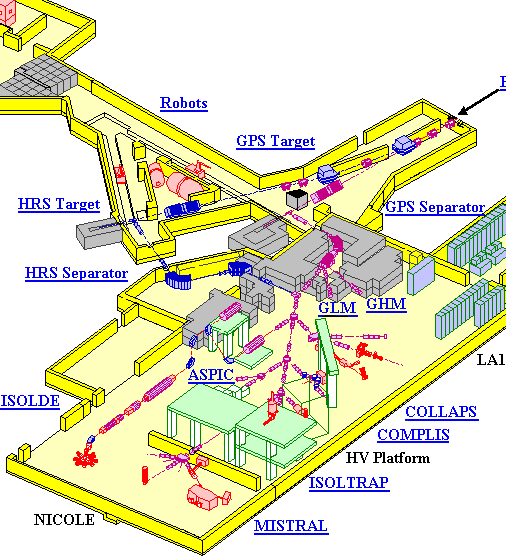 Robots
GPS Target
HRS Target
GPS Separator
HRS Separator
GLM
GHM
LA1
ASPIC
ISOLDE
COLLAPS
COMPLIS
HV Platform
ISOLTRAP
NICOLE
MISTRAL